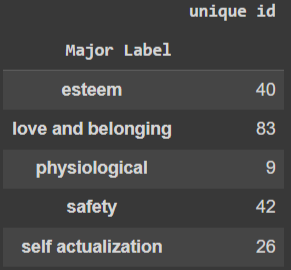 unique id
Major Label
esteem 40
love and belonging 83
physiological 9
safety 42
self actualization 26